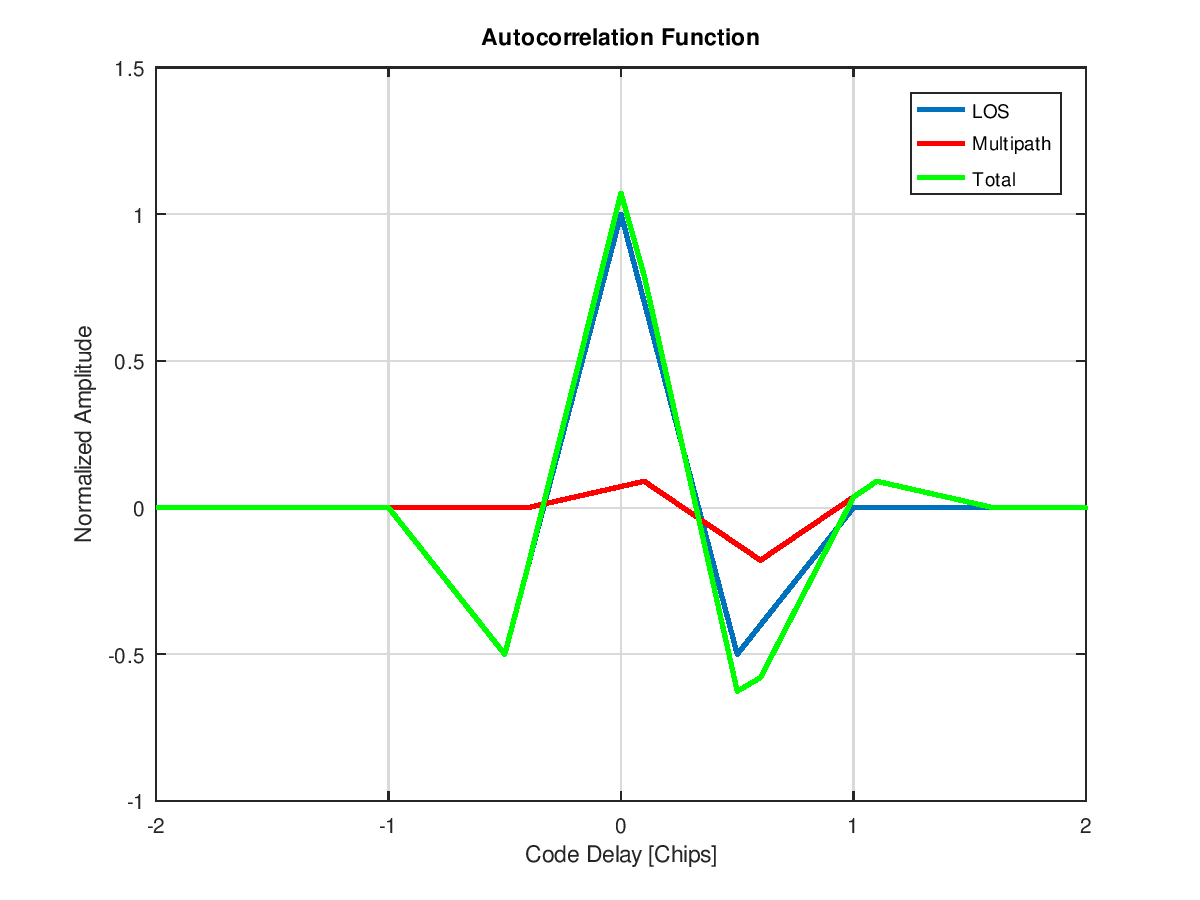 Autocorrelation Function
1.5
1
0.5
0
-0.5
-1
-2
-1
0
1
2
Normalized Amplitude
Code Delay [Chips]
LOS
Multipath
Total